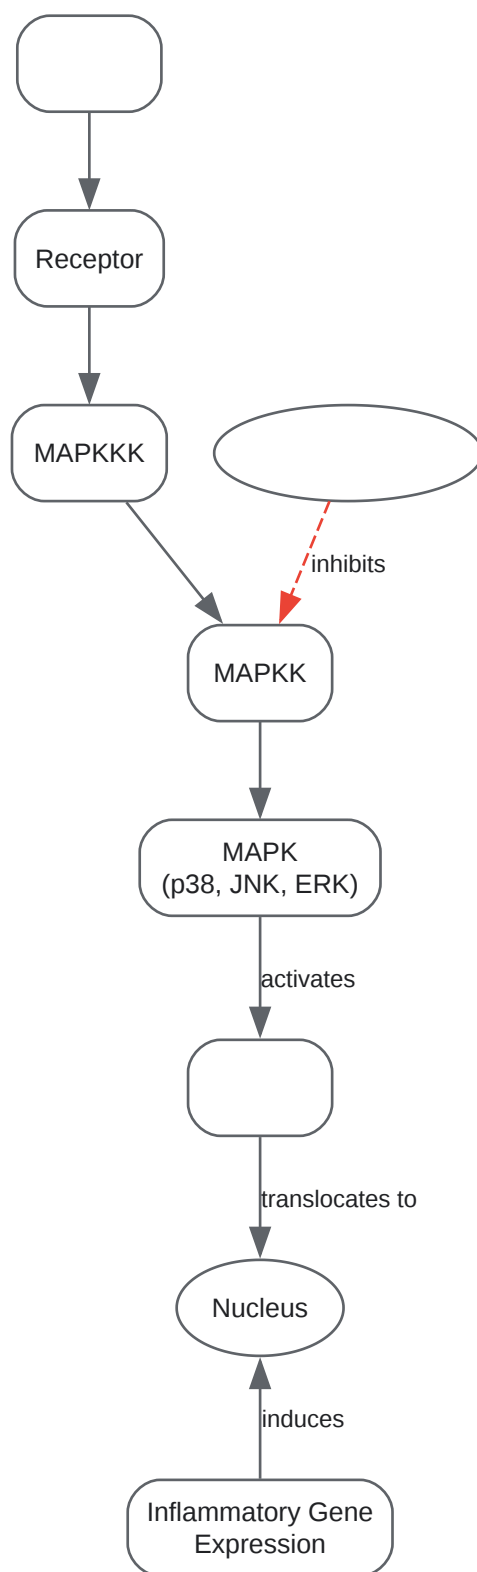 Receptor
MAPKKK
inhibits
MAPKK
MAPK
(p38, JNK, ERK)
activates
translocates to
Nucleus
induces
Inflammatory Gene
Expression